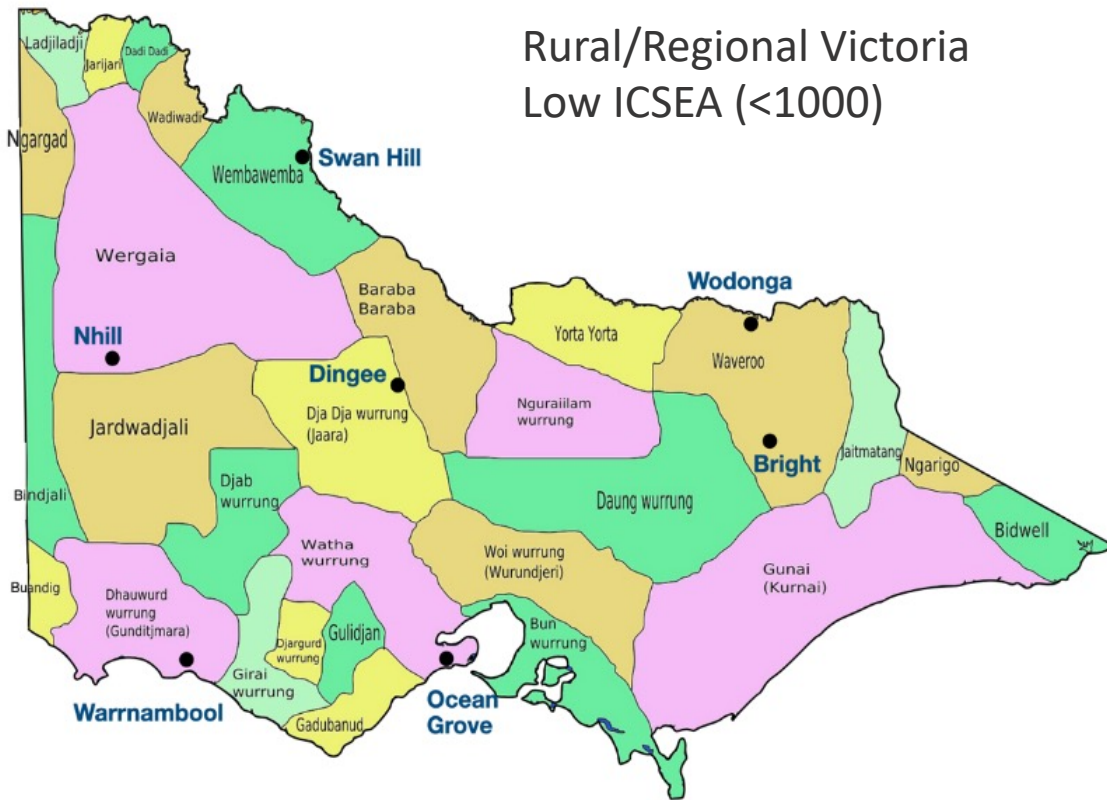 Rural/Regional Victoria
Low ICSEA (<1000)
Ladjiladji
Jarijari
Dadi Dadi
Wadiwadi
Ngargad
Wembawemba
Swan Hill
Wergaia
Baraba
Baraba
Wodonga
Yorta Yorta
Waveroo
Nhill
Dingee
Nguraiilam
wurrung
Dja Dja wurrung
(Jaara)
Jardwadjali
Bright
Jaitmatang
Ngarigo
Djab
wurrung
Bindjali
Daung wurrung
Bidwell
Watha
wurrung
Woi wurrung
(Wurundjeri)
Gunai
(Kurnai)
Buandig
Dhauwurd
wurrung
(Gunditjmara)
Djargurd
wurrung
Gulidjan
Bun
wurrung
Girai
wurrung
Warrnambool
Gadubanud
Ocean
Grove